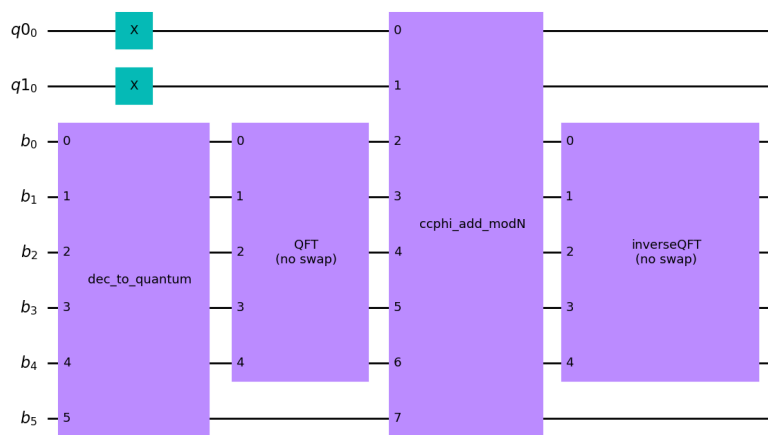 q0₀ X 0
q1₀ X 1
b₀ 0 0 2 0
b₁ 1 1 3 1
ccphi_add_modN
QFT
(no swap)
inverseQFT
(no swap)
b₂ 2 2 4 2
dec_to_quantum
b₃ 3 3 5 3
b₄ 4 4 6 4
b₅ 5 7